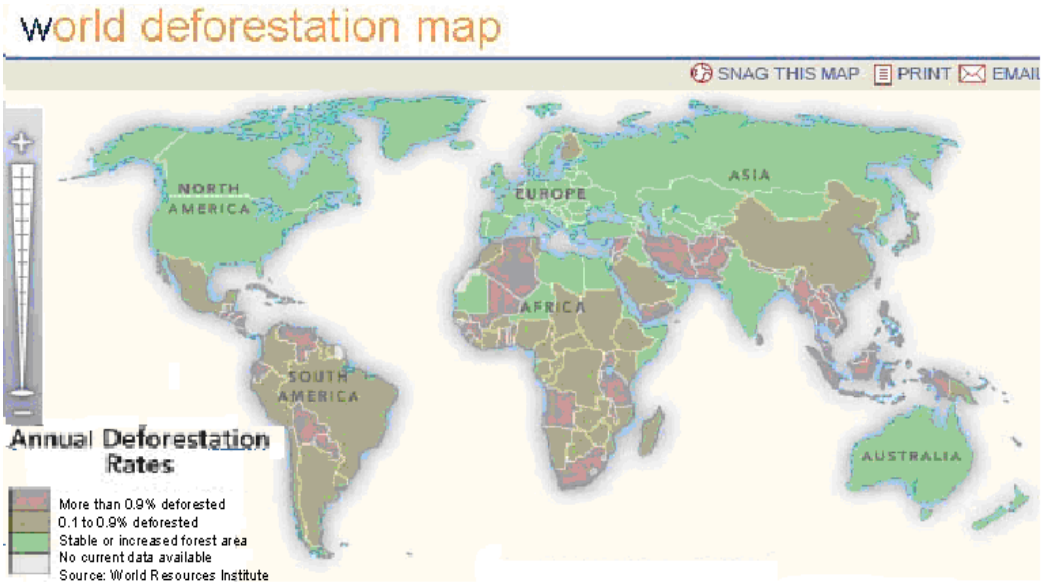 world deforestation map
SNAG THIS MAP PRINT EMAIL
+
ASIA
NORTH
AMERICA
EUROPE
AFRICA
SOUTH
AMERICA
AUSTRALIA
Annual Deforestation
Rates
More than 0.9% deforested
0.1 to 0.9% deforested
Stable or increased forest area
No current data available
Source: World Resources Institute